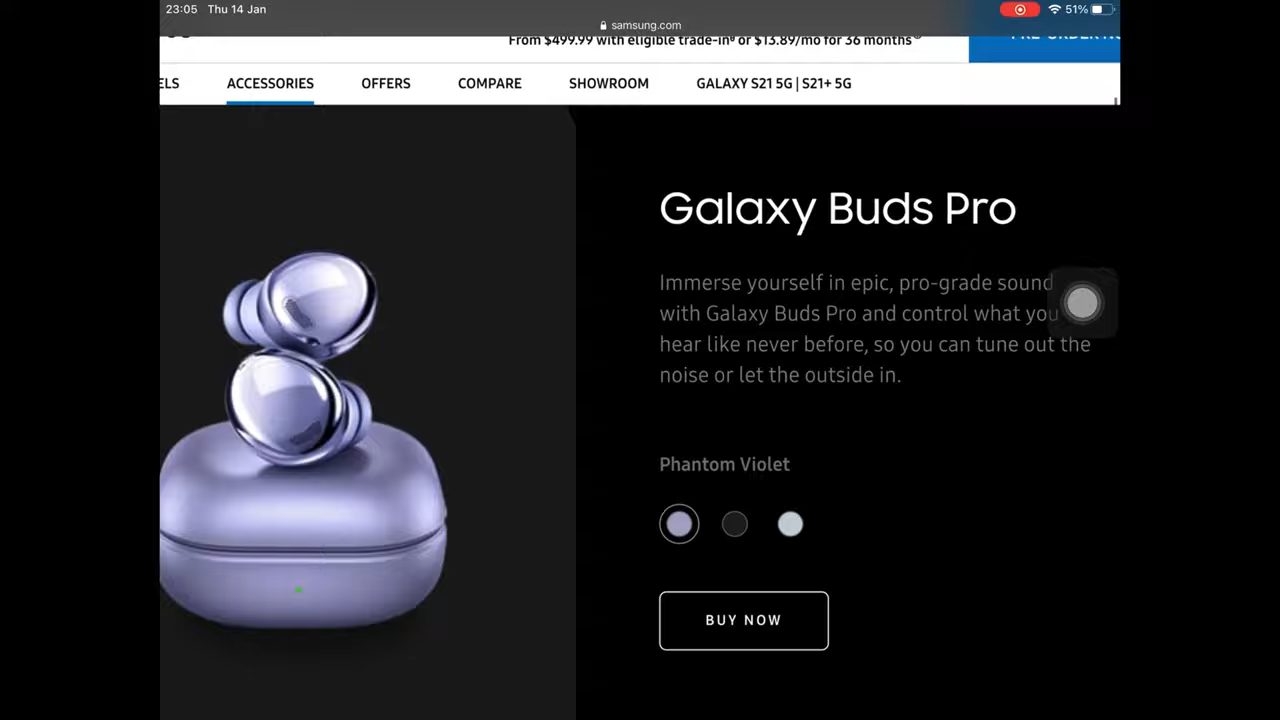 23:05 Thu 14 Jan
51%
samsung.com
From $499.99 with eligible trade-in⁰ or $13.89/mo for 36 months
ELS ACCESSORIES OFFERS COMPARE SHOWROOM GALAXY S21 5G | S21+ 5G
Galaxy Buds Pro
Immerse yourself in epic, pro-grade sound
with Galaxy Buds Pro and control what you
hear like never before, so you can tune out the
noise or let the outside in.
Phantom Violet
BUY NOW